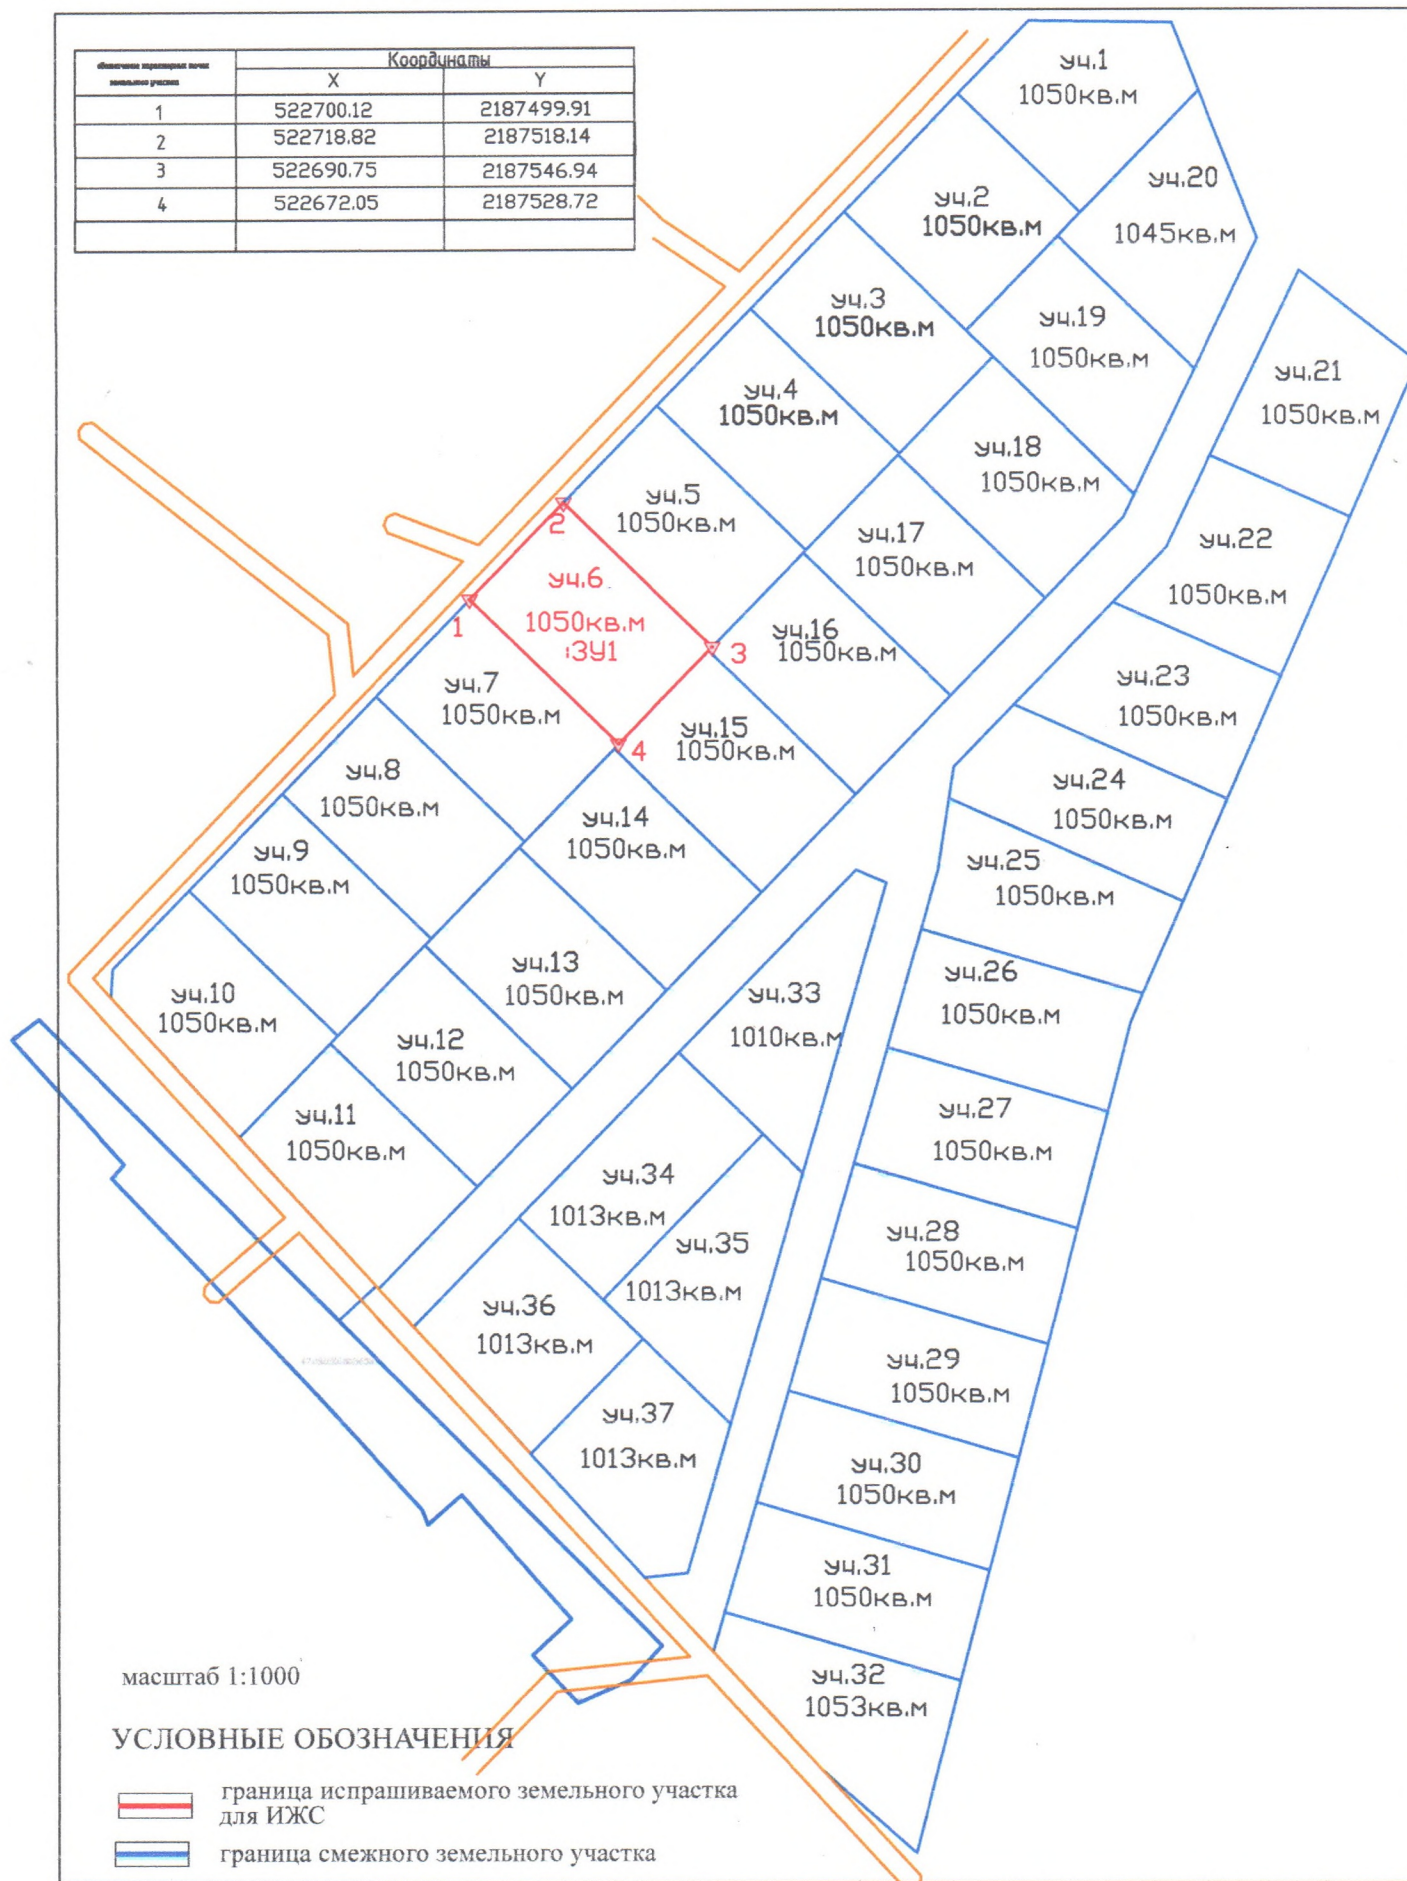 Координаты
X Y
1 522700.12 2187499.91
2 522718.82 2187518.14
3 522690.75 2187546.94
4 522672.05 2187528.72
уч.1
1050кв.м
уч.20
1045кв.м
уч.2
1050кв.м
уч.3
1050кв.м
уч.19
1050кв.м
уч.21
1050кв.м
уч.4
1050кв.м
уч.18
1050кв.м
уч.5
1050кв.м
уч.17
1050кв.м
уч.22
1050кв.м
2
уч.6
1050кв.м
:ЗУ1
1
3
4
уч.16
1050кв.м
уч.7
1050кв.м
уч.15
1050кв.м
уч.23
1050кв.м
уч.8
1050кв.м
уч.14
1050кв.м
уч.24
1050кв.м
уч.9
1050кв.м
уч.25
1050кв.м
уч.13
1050кв.м
уч.26
1050кв.м
уч.10
1050кв.м
уч.33
1010кв.м
уч.12
1050кв.м
уч.11
1050кв.м
уч.27
1050кв.м
уч.34
1013кв.м
уч.35
1013кв.м
уч.28
1050кв.м
уч.36
1013кв.м
уч.29
1050кв.м
уч.37
1013кв.м
уч.30
1050кв.м
уч.31
1050кв.м
уч.32
1053кв.м
масштаб 1:1000
УСЛОВНЫЕ ОБОЗНАЧЕНИЯ
граница испрашиваемого земельного участка
для ИЖС
граница смежного земельного участка